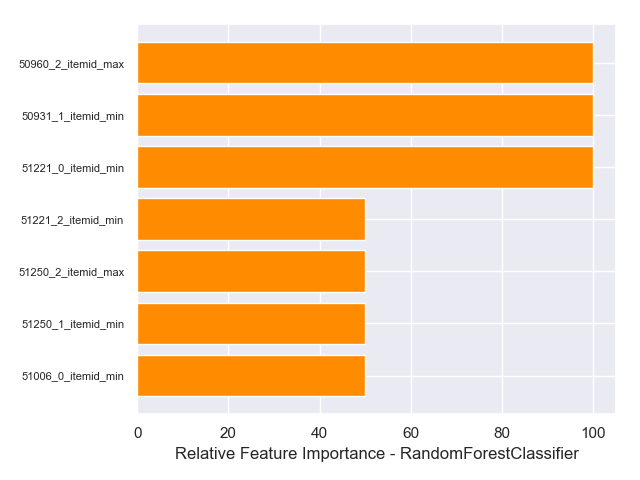 50960_2_itemid_max
50931_1_itemid_min
51221_0_itemid_min
51221_2_itemid_min
51250_2_itemid_max
51250_1_itemid_min
51006_0_itemid_min
0 20 40 60 80 100
Relative Feature Importance - RandomForestClassifier